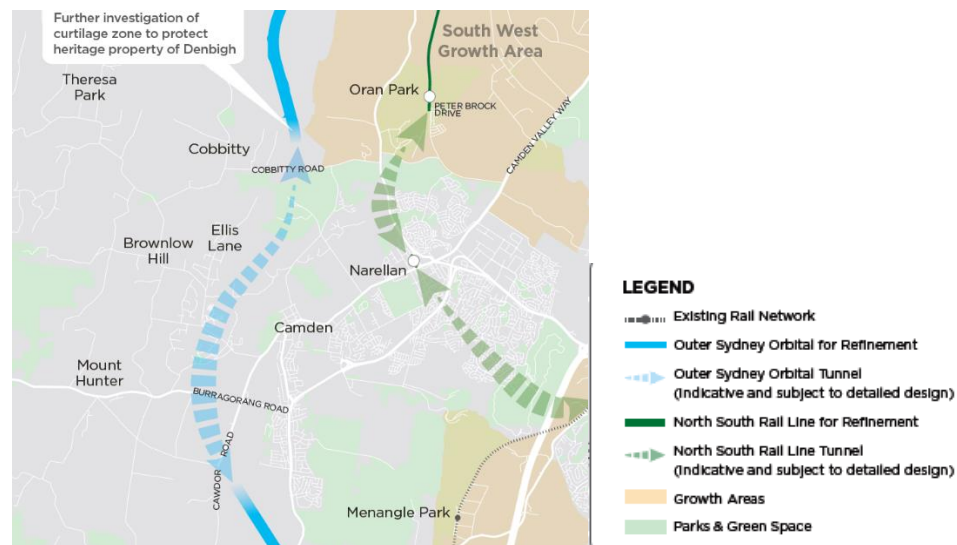 Further investigation of
curtilage zone to protect
heritage property of Denbigh
South West
Growth Area
Theresa
Park
Oran Park
PETER BROCK
DRIVE
CAMDEN VALLEY WAY
Cobbitty
COBBITTY ROAD
Ellis
Lane
Brownlow
Hill
Narellan
Camden
Mount
Hunter
BURRAGORANG ROAD
CAWDOR ROAD
Menangle Park
LEGEND
Existing Rail Network
Outer Sydney Orbital for Refinement
Outer Sydney Orbital Tunnel
(Indicative and subject to detailed design)
North South Rail Line for Refinement
North South Rail Line Tunnel
(Indicative and subject to detailed design)
Growth Areas
Parks & Green Space